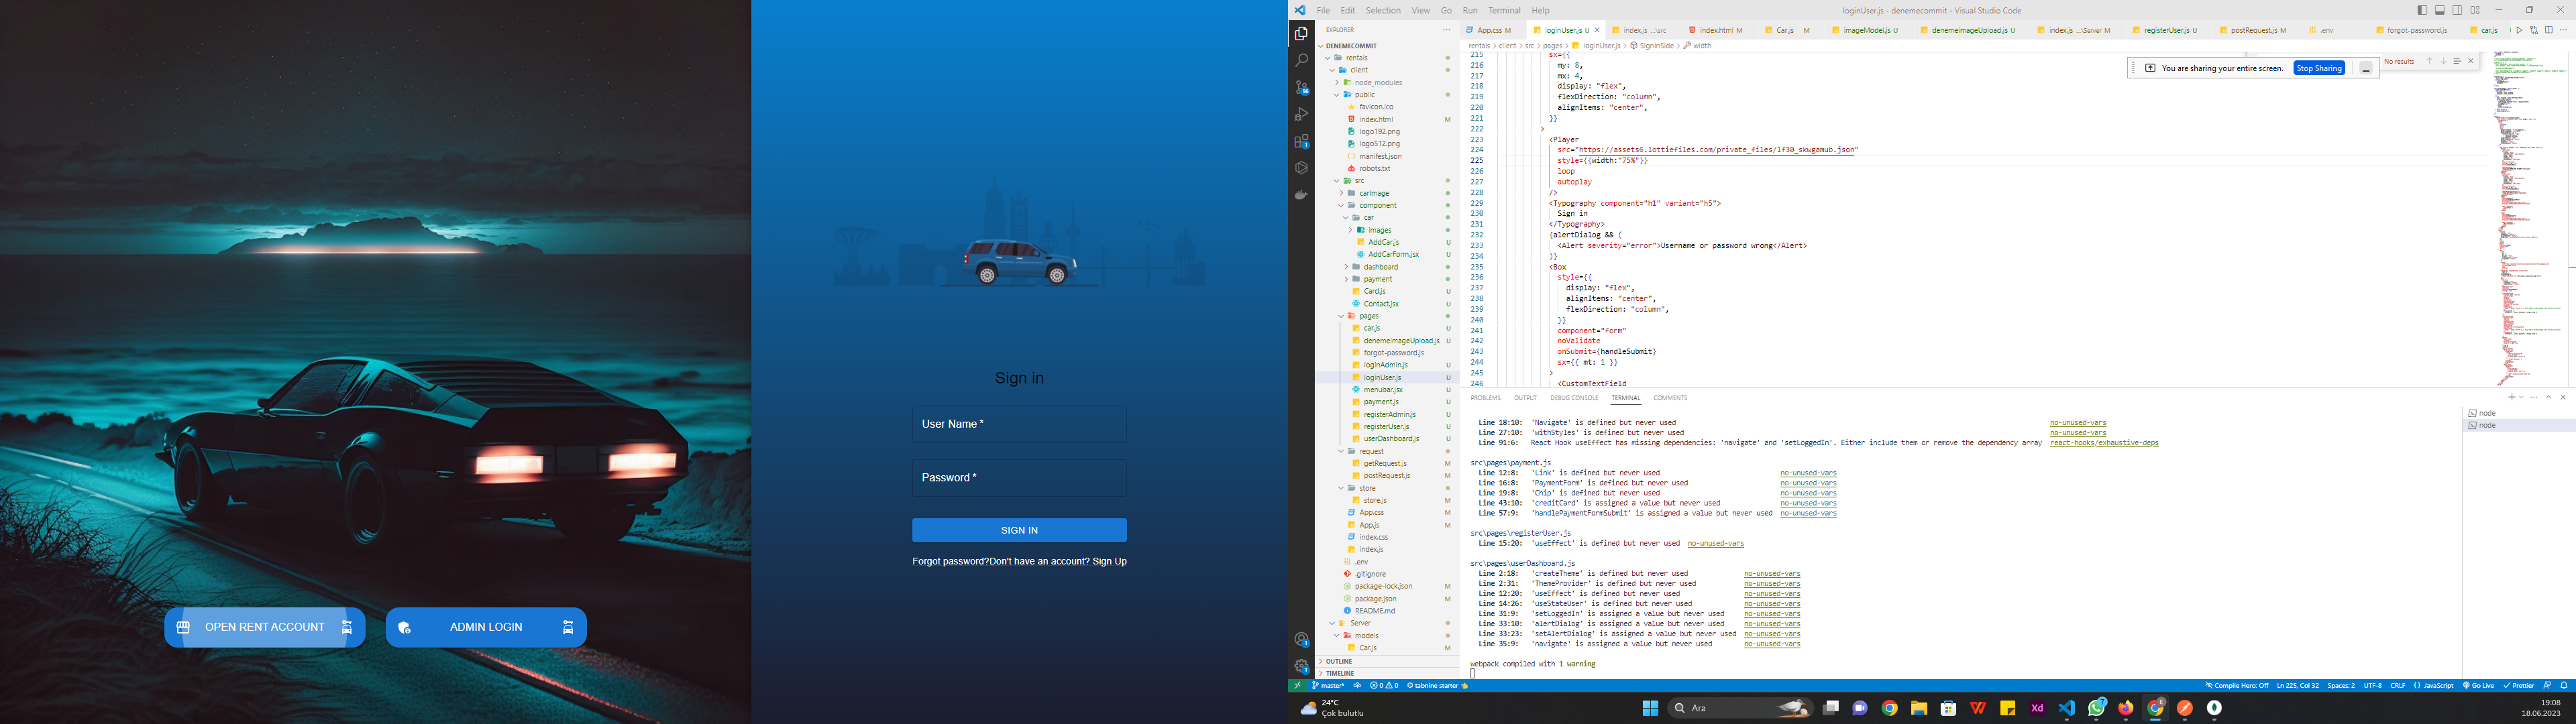 Sign in
User Name *
Password *
SIGN IN
Forgot password?Don't have an account? Sign Up
OPEN RENT ACCOUNT
ADMIN LOGIN
File Edit Selection View Go Run Terminal Help
loginUser.js - denemecommit - Visual Studio Code
EXPLORER
App.css M
loginUser.js U
index.js ...\src
index.html M
Car.js M
imageModel.js U
denemeimageUpload.js U
index.js ...\Server M
registerUser.js U
postRequest.js M
.env
forgot-password.js
car.js
rentals > client > src > pages > loginUser.js > SignInSide > width
DENEMECOMMIT
rentals
client
node_modules
public
favicon.ico
index.html M
logo192.png
logo512.png
manifest.json
robots.txt
src
carImage
component
car
images
AddCar.js U
AddCarForm.jsx U
dashboard
payment
Card.js U
Contact.jsx U
pages
car.js U
denemeimageUpload.js U
forgot-password.js
loginAdmin.js U
loginUser.js U
menubar.jsx U
payment.js U
registerAdmin.js U
registerUser.js U
userDashboard.js U
request
getRequest.js M
postRequest.js M
store
store.js M
App.css M
App.js M
index.css
index.js
.env
.gitignore
package-lock.json M
package.json M
README.md
Server
models
Car.js M
OUTLINE
TIMELINE
215 sx={{
216 my: 8,
217 mx: 4,
218 display: "flex",
219 flexDirection: "column",
220 alignItems: "center",
221 }}
222 >
223 <Player
224 src="https://assets6.lottiefiles.com/private_files/lf30_skwgamub.json"
225 style={{width:"75%"}}
226 loop
227 autoplay
228 />
229 <Typography component="h1" variant="h5">
230 Sign in
231 </Typography>
232 {alertDialog && (
233 <Alert severity="error">Username or password wrong</Alert>
234 )}
235 <Box
236 style={{
237 display: "flex",
238 alignItems: "center",
239 flexDirection: "column",
240 }}
241 component="form"
242 noValidate
243 onSubmit={handleSubmit}
244 sx={{ mt: 1 }}
245 >
246 <CustomTextField
No results
You are sharing your entire screen.
Stop Sharing
PROBLEMS OUTPUT DEBUG CONSOLE TERMINAL COMMENTS
node
node
Line 18:10: 'Navigate' is defined but never used no-unused-vars
Line 27:10: 'withStyles' is defined but never used no-unused-vars
Line 91:6: React Hook useEffect has missing dependencies: 'navigate' and 'setLoggedIn'. Either include them or remove the dependency array react-hooks/exhaustive-deps
src\pages\payment.js
Line 12:8: 'Link' is defined but never used no-unused-vars
Line 16:8: 'PaymentForm' is defined but never used no-unused-vars
Line 19:8: 'Chip' is defined but never used no-unused-vars
Line 43:10: 'creditCard' is assigned a value but never used no-unused-vars
Line 57:9: 'handlePaymentFormSubmit' is assigned a value but never used no-unused-vars
src\pages\registerUser.js
Line 15:20: 'useEffect' is defined but never used no-unused-vars
src\pages\userDashboard.js
Line 2:18: 'createTheme' is defined but never used no-unused-vars
Line 2:31: 'ThemeProvider' is defined but never used no-unused-vars
Line 12:20: 'useEffect' is defined but never used no-unused-vars
Line 14:26: 'useStateUser' is defined but never used no-unused-vars
Line 31:9: 'setLoggedIn' is assigned a value but never used no-unused-vars
Line 33:10: 'alertDialog' is assigned a value but never used no-unused-vars
Line 33:23: 'setAlertDialog' is assigned a value but never used no-unused-vars
Line 35:9: 'navigate' is assigned a value but never used no-unused-vars
webpack compiled with 1 warning
master* 0 0 tabnine starter
Compile Hero: Off Ln 225, Col 32 Spaces: 2 UTF-8 CRLF {} JavaScript Go Live Prettier
24°C
Çok bulutlu
Ara
19:08
18.06.2023